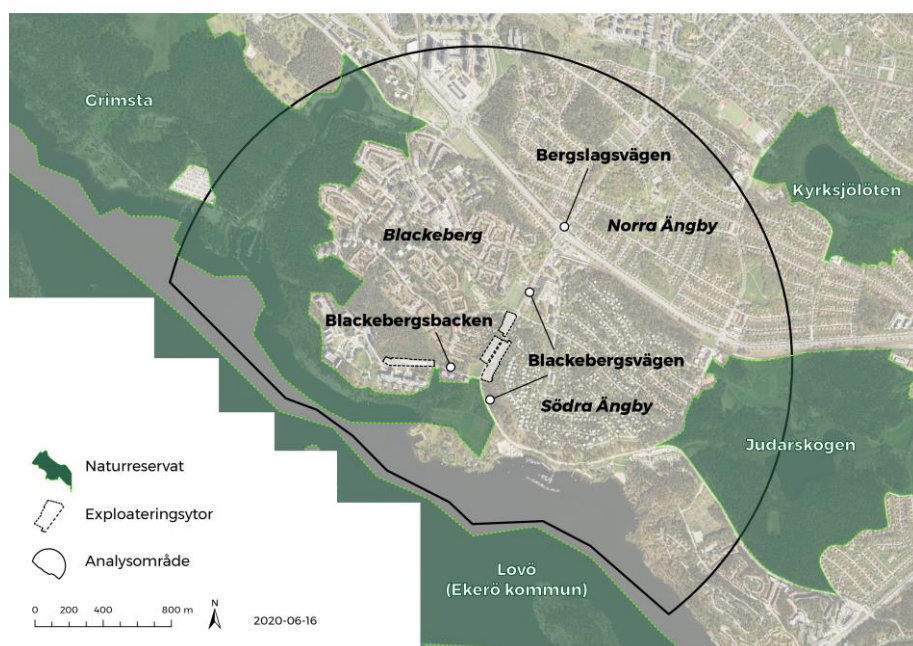 Grimsta
Bergslagsvägen
Kyrksjölöten
Blackeberg
Norra Ängby
Blackebergsbacken
Blackebergsvägen
Södra Ängby
Judarskogen
Naturreservat
Exploateringsytor
Analysområde
Lovö
(Ekerö kommun)
0 200 400 800 m
N
2020-06-16